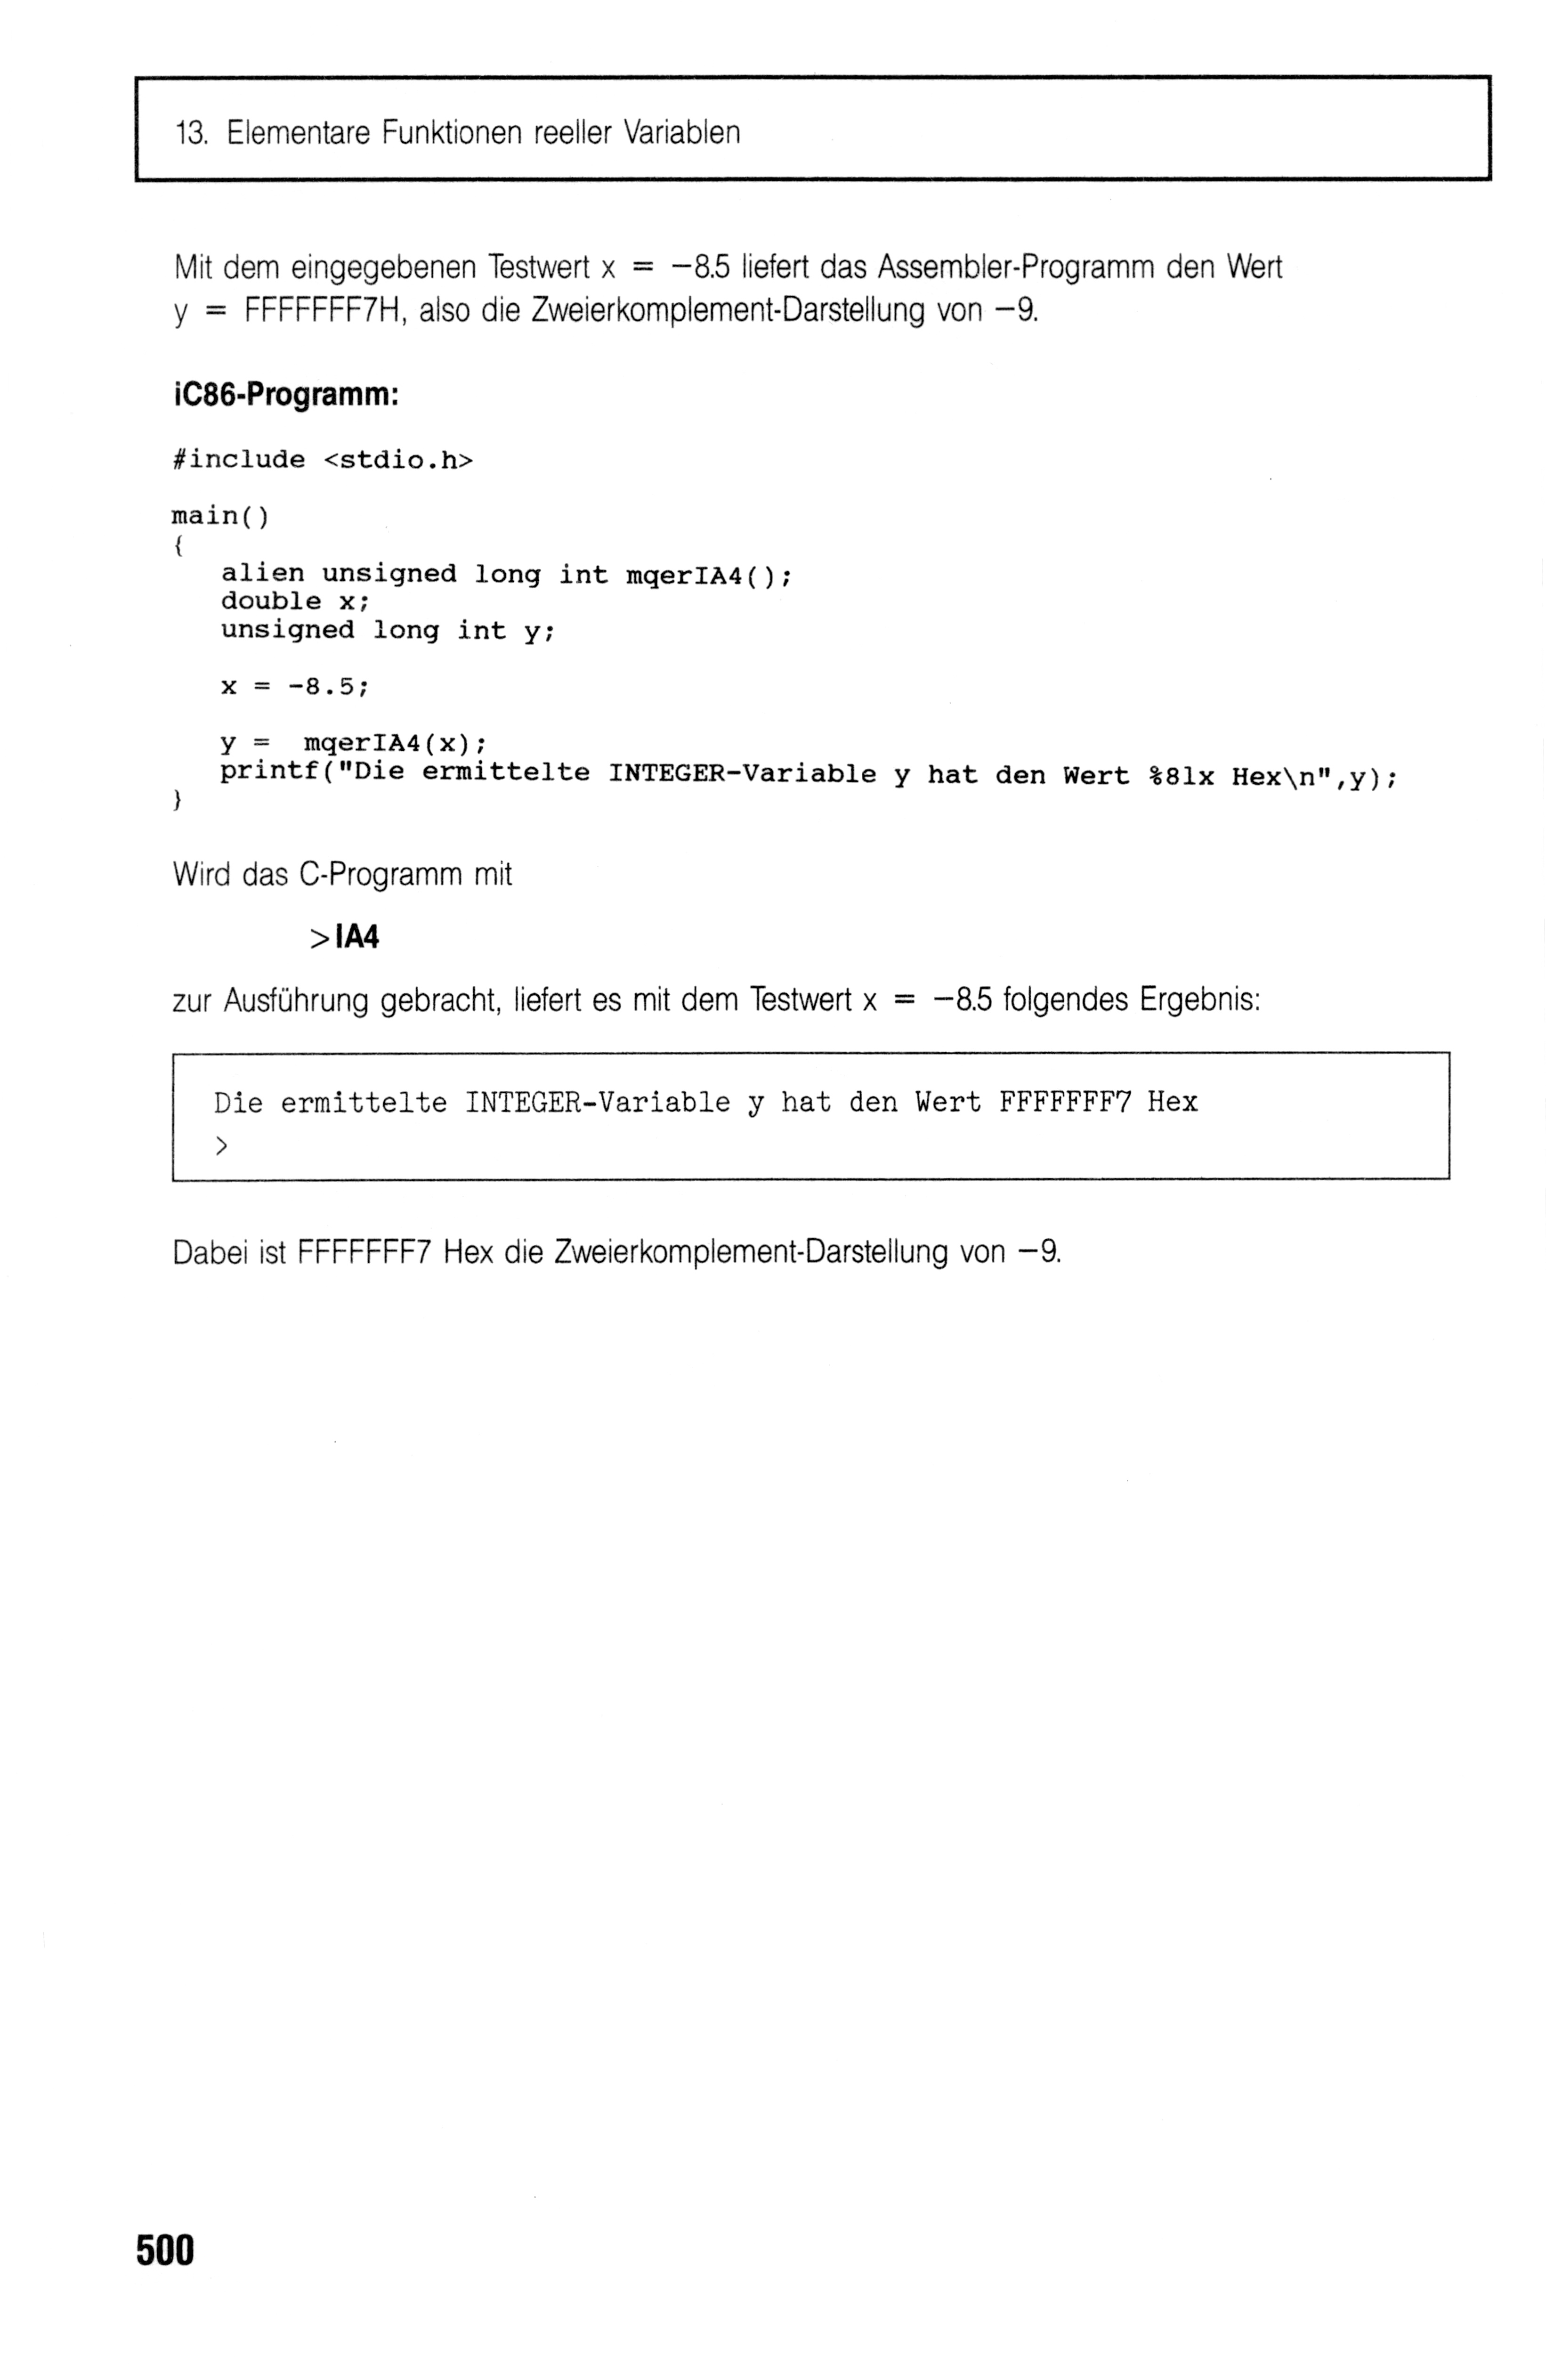 13. Elementare Funktionen reeller Variablen
Mit dem eingegebenen Testwert x = −8.5 liefert das Assembler-Programm den Wert
y = FFFFFFF7H, also die Zweierkomplement-Darstellung von −9.
iC86-Programm:
#include <stdio.h>
main()
{
alien unsigned long int mqerIA4();
double x;
unsigned long int y;
x = -8.5;
y =  mqerIA4(x);
printf("Die ermittelte INTEGER-Variable y hat den Wert %8lx Hex\n",y);
}
Wird das C-Programm mit
>IA4
zur Ausführung gebracht, liefert es mit dem Testwert x = −8.5 folgendes Ergebnis:
Die ermittelte INTEGER-Variable y hat den Wert FFFFFFF7 Hex
>
Dabei ist FFFFFFF7 Hex die Zweierkomplement-Darstellung von −9.
500